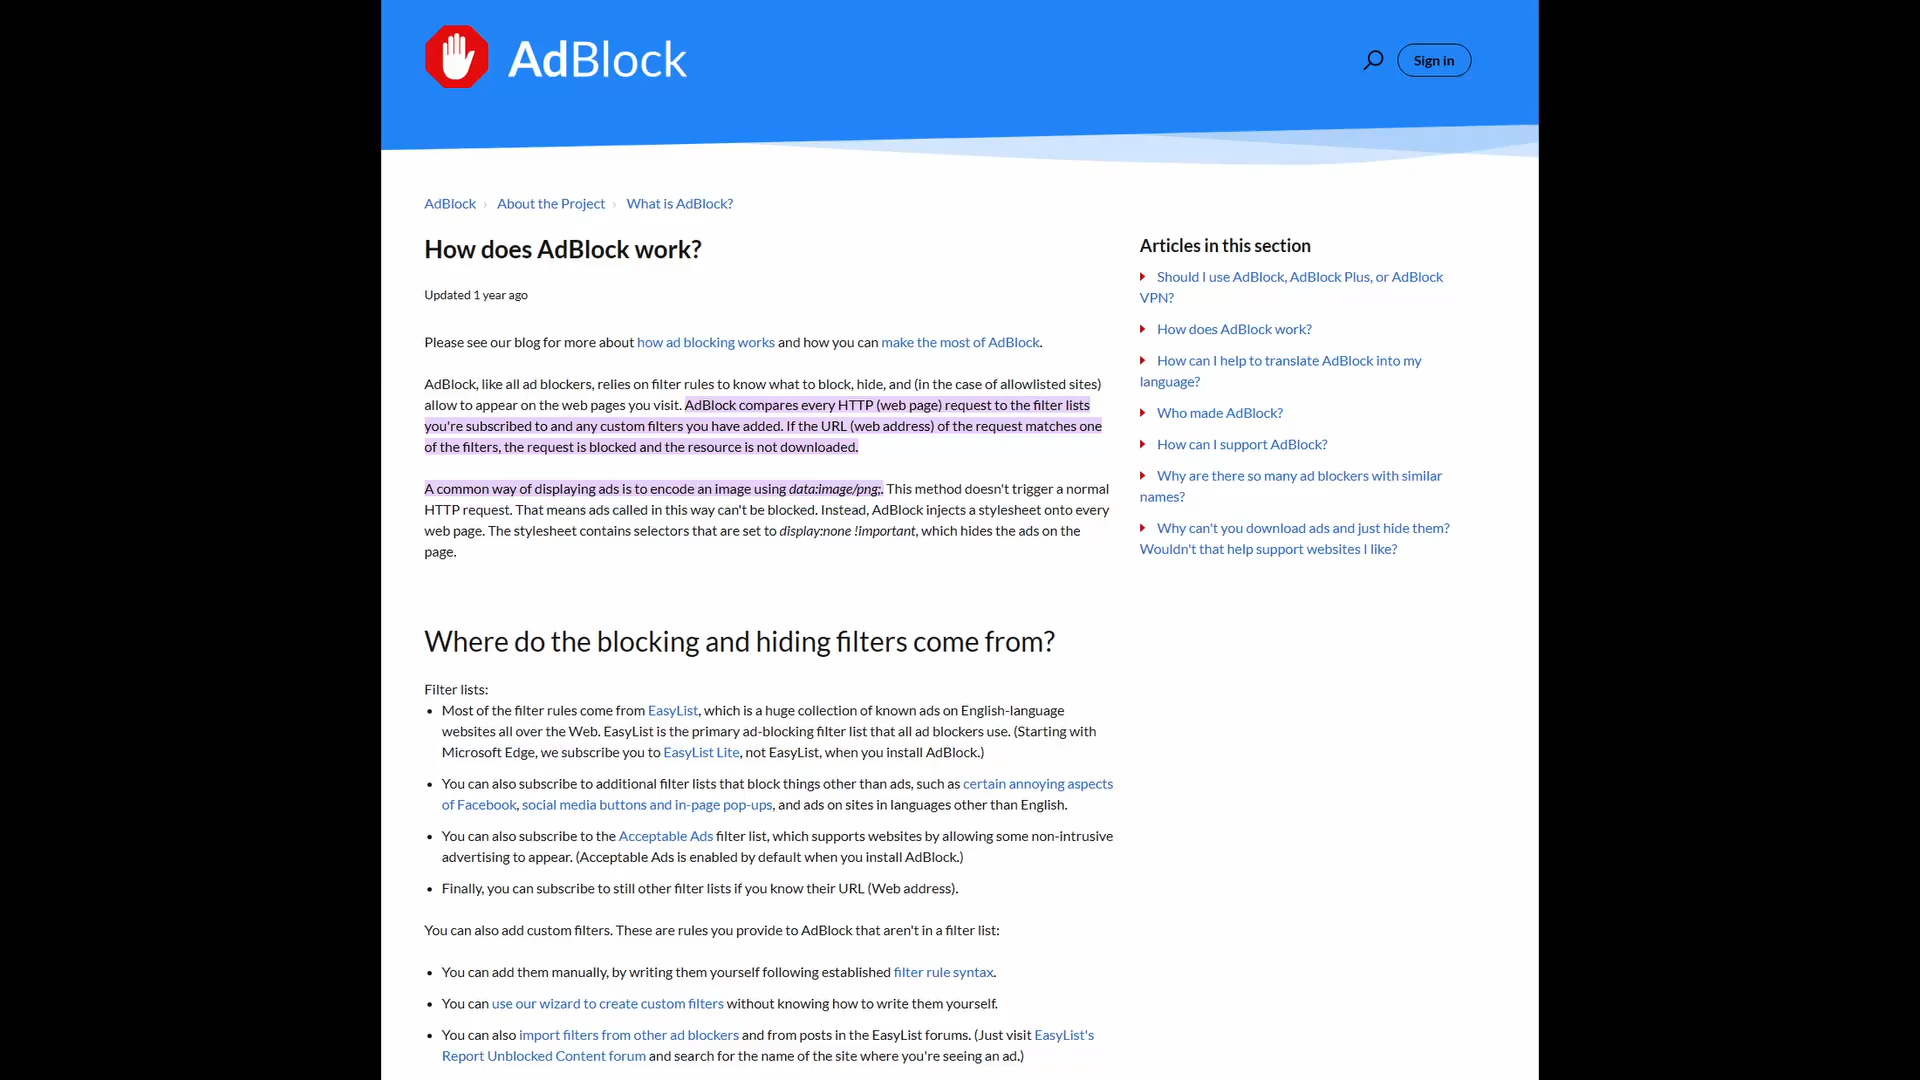 AdBlock
Sign in
AdBlock › About the Project › What is AdBlock?
How does AdBlock work?
Updated 1 year ago
Please see our blog for more about how ad blocking works and how you can make the most of AdBlock.
AdBlock, like all ad blockers, relies on filter rules to know what to block, hide, and (in the case of allowlisted sites)
allow to appear on the web pages you visit. AdBlock compares every HTTP (web page) request to the filter lists
you're subscribed to and any custom filters you have added. If the URL (web address) of the request matches one
of the filters, the request is blocked and the resource is not downloaded.
A common way of displaying ads is to encode an image using data:image/png;. This method doesn't trigger a normal
HTTP request. That means ads called in this way can't be blocked. Instead, AdBlock injects a stylesheet onto every
web page. The stylesheet contains selectors that are set to display:none !important, which hides the ads on the
page.
Where do the blocking and hiding filters come from?
Filter lists:
• Most of the filter rules come from EasyList, which is a huge collection of known ads on English-language
websites all over the Web. EasyList is the primary ad-blocking filter list that all ad blockers use. (Starting with
Microsoft Edge, we subscribe you to EasyList Lite, not EasyList, when you install AdBlock.)
• You can also subscribe to additional filter lists that block things other than ads, such as certain annoying aspects
of Facebook, social media buttons and in-page pop-ups, and ads on sites in languages other than English.
• You can also subscribe to the Acceptable Ads filter list, which supports websites by allowing some non-intrusive
advertising to appear. (Acceptable Ads is enabled by default when you install AdBlock.)
• Finally, you can subscribe to still other filter lists if you know their URL (Web address).
You can also add custom filters. These are rules you provide to AdBlock that aren't in a filter list:
• You can add them manually, by writing them yourself following established filter rule syntax.
• You can use our wizard to create custom filters without knowing how to write them yourself.
• You can also import filters from other ad blockers and from posts in the EasyList forums. (Just visit EasyList's
Report Unblocked Content forum and search for the name of the site where you're seeing an ad.)
Articles in this section
Should I use AdBlock, AdBlock Plus, or AdBlock
VPN?
How does AdBlock work?
How can I help to translate AdBlock into my
language?
Who made AdBlock?
How can I support AdBlock?
Why are there so many ad blockers with similar
names?
Why can't you download ads and just hide them?
Wouldn't that help support websites I like?